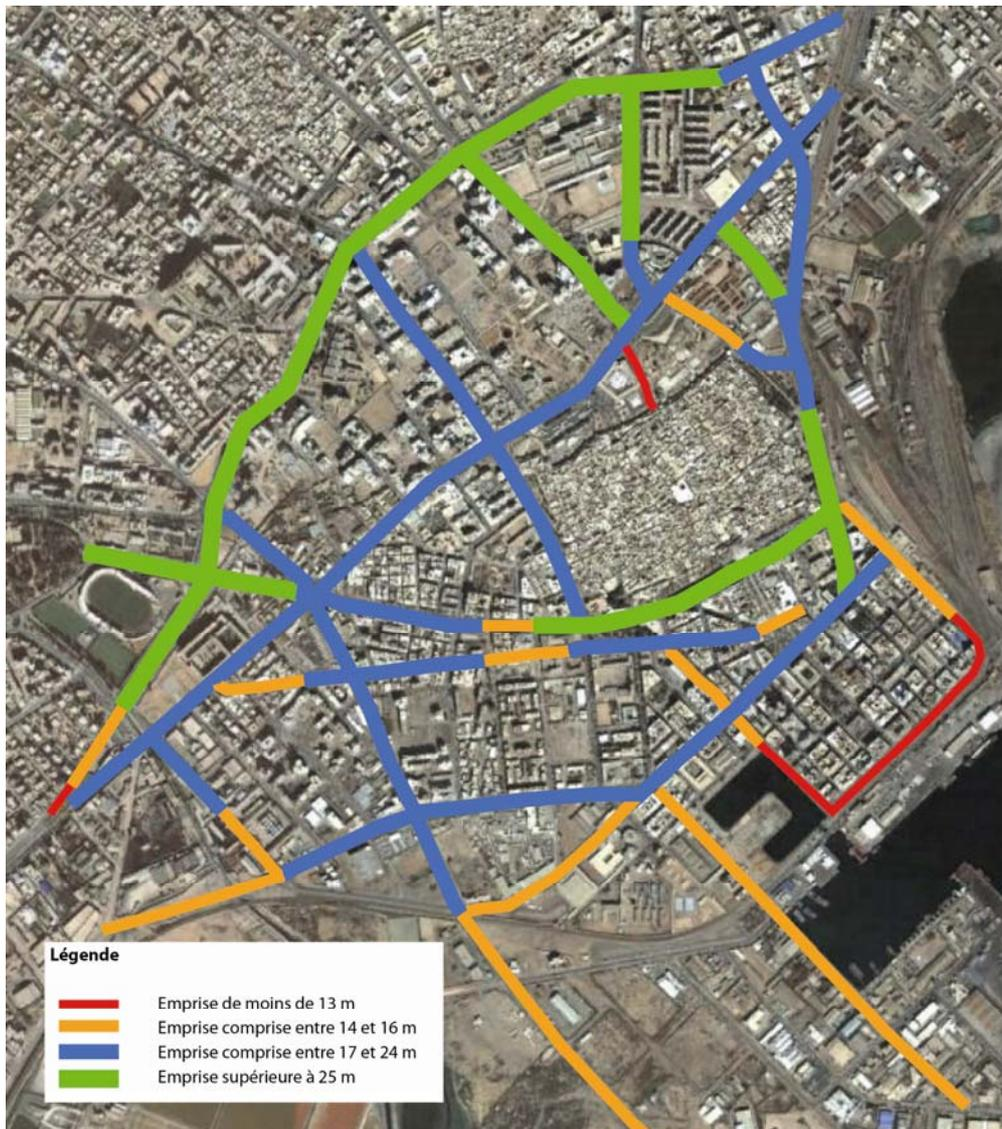 Légende
Emprise de moins de 13 m
Emprise comprise entre 14 et 16 m
Emprise comprise entre 17 et 24 m
Emprise supérieure à 25 m